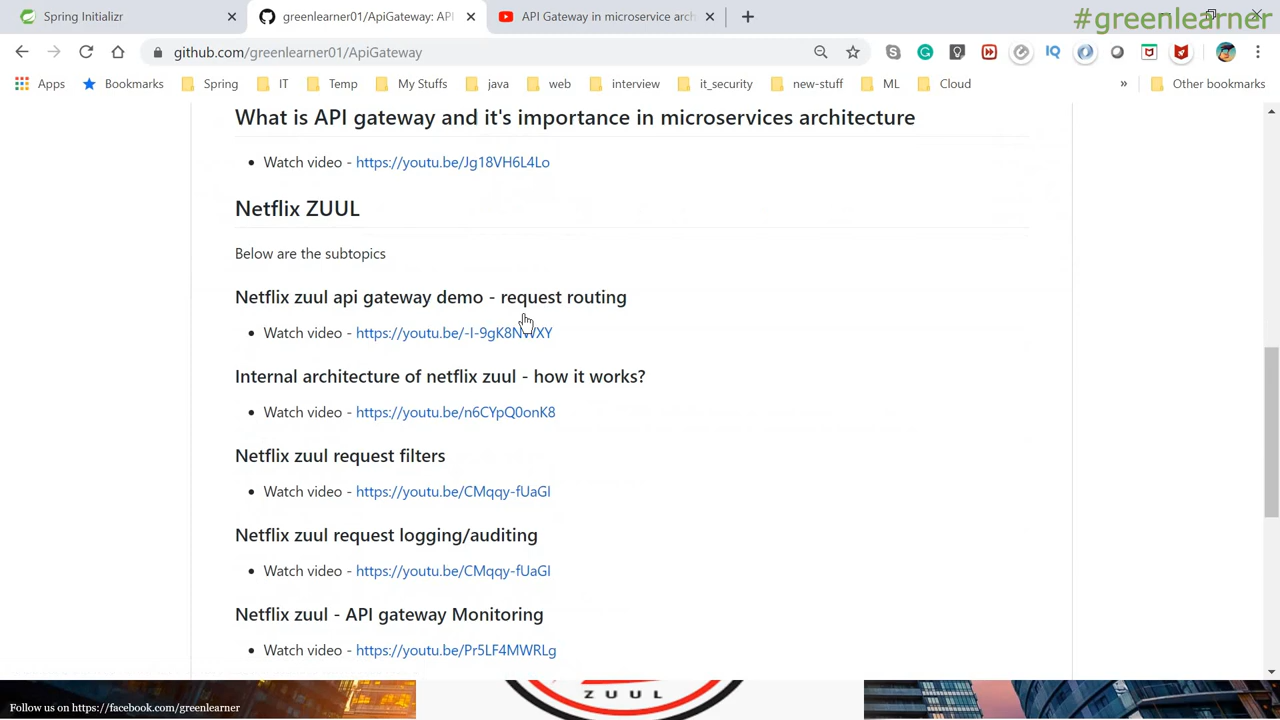 Spring Initializr
greenlearner01/ApiGateway: API
API Gateway in microservice arch
#greenlearner
github.com/greenlearner01/ApiGateway
Apps
Bookmarks
Spring
IT
Temp
My Stuffs
java
web
interview
it_security
new-stuff
ML
Cloud
»
Other bookmarks
What is API gateway and it's importance in microservices architecture
• Watch video - https://youtu.be/Jg18VH6L4Lo
Netflix ZUUL
Below are the subtopics
Netflix zuul api gateway demo - request routing
• Watch video -
Internal architecture of netflix zuul - how it works?
• Watch video - https://youtu.be/n6CYpQ0onK8
Netflix zuul request filters
• Watch video - https://youtu.be/CMqqy-fUaGI
Netflix zuul request logging/auditing
• Watch video - https://youtu.be/CMqqy-fUaGI
Netflix zuul - API gateway Monitoring
• Watch video - https://youtu.be/Pr5LF4MWRLg
ZUUL
Follow us on https://facebook.com/greenlearner